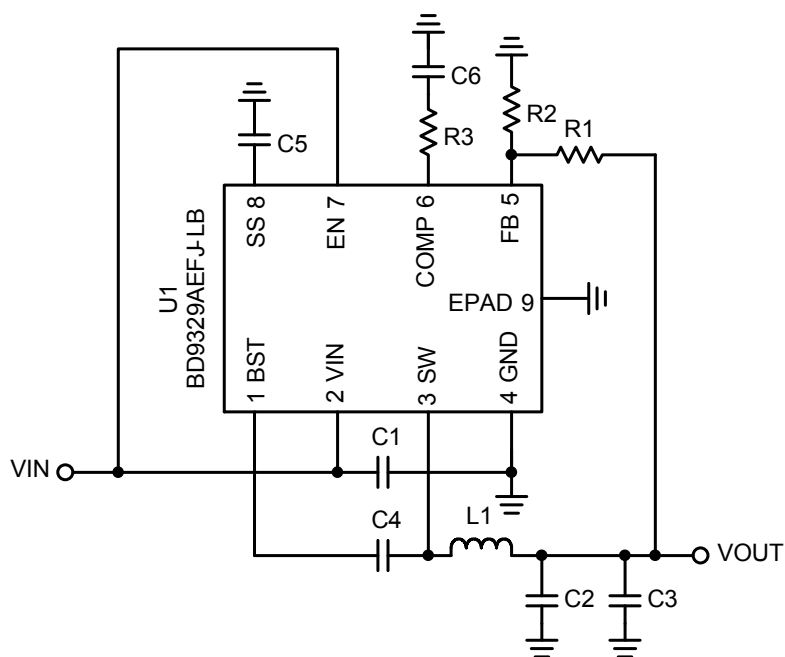 C6
R2
R1
C5
R3
SS 8
EN 7
COMP 6
FB 5
U1
BD9329AEFJ-LB
EPAD 9
1 BST
2 VIN
3 SW
4 GND
C1
VIN
C4
L1
VOUT
C2
C3